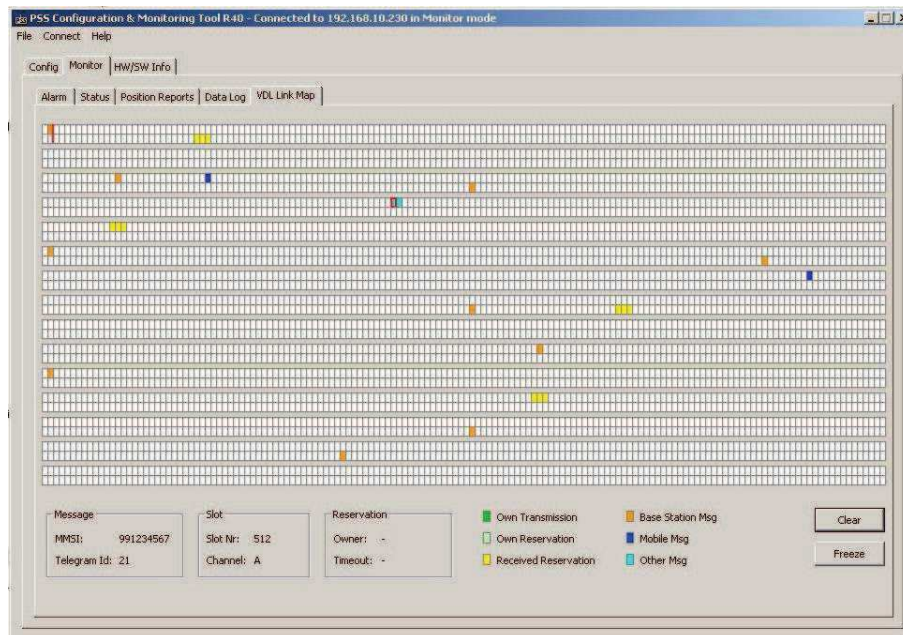 PSS Configuration & Monitoring Tool R40 - Connected to 192.168.10.230 in Monitor mode
File Connect Help
Config Monitor HW/SW Info
Alarm Status Position Reports Data Log VDL Link Map
Message
MMSI: 991234567
Telegram Id: 21
Slot
Slot Nr: 512
Channel: A
Reservation
Owner: -
Timeout: -
Own Transmission
Own Reservation
Received Reservation
Base Station Msg
Mobile Msg
Other Msg
Clear
Freeze